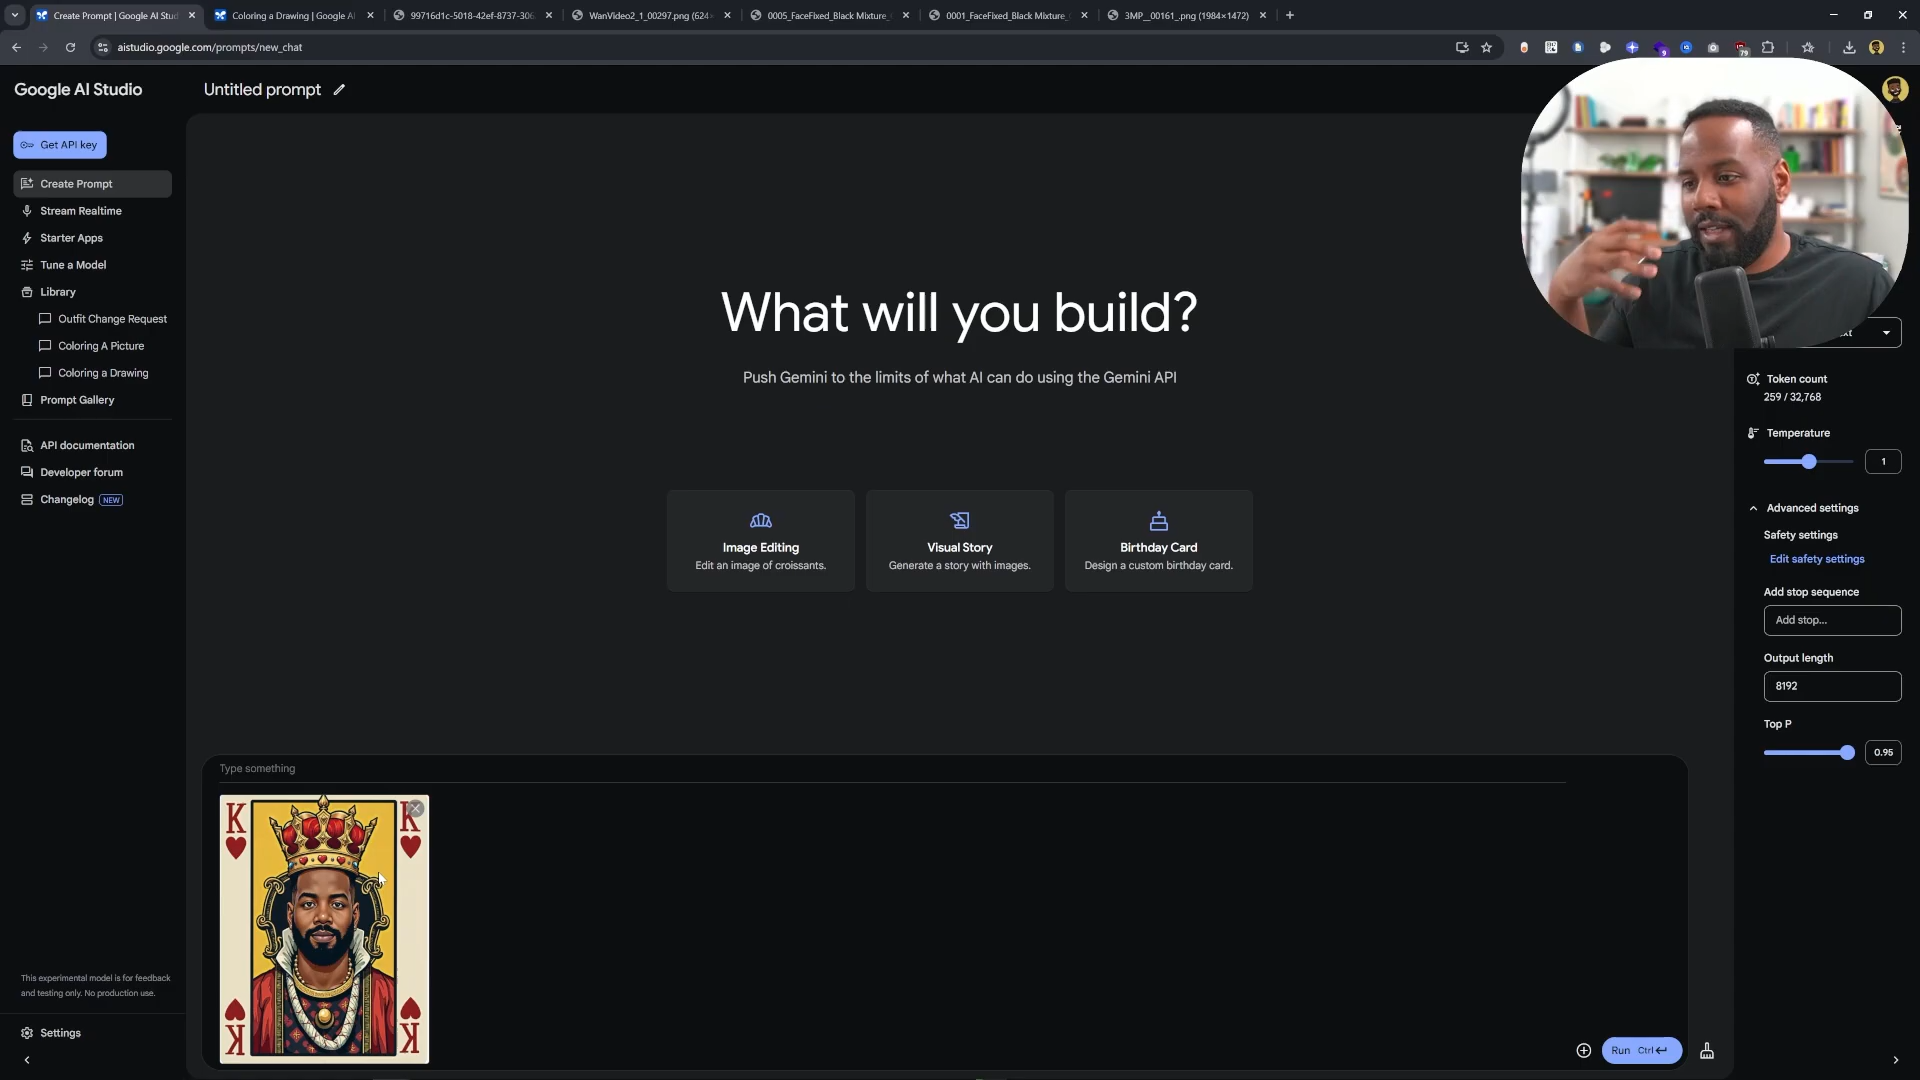 Create Prompt | Google AI Stud
Coloring a Drawing | Google AI
99716d1c-5018-42ef-8737-306
WanVideo2_1_00297.png (624
0005_FaceFixed_Black Mixture_
0001_FaceFixed_Black Mixture_
3MP__00161_.png (1984×1472)
aistudio.google.com/prompts/new_chat
9
79
Google AI Studio
Untitled prompt
Get API key
Create Prompt
Stream Realtime
Starter Apps
Tune a Model
Library
Outfit Change Request
Coloring A Picture
Coloring a Drawing
Prompt Gallery
API documentation
Developer forum
Changelog NEW
This experimental model is for feedback
and testing only. No production use.
Settings
What will you build?
Push Gemini to the limits of what AI can do using the Gemini API
Image Editing
Edit an image of croissants.
Visual Story
Generate a story with images.
Birthday Card
Design a custom birthday card.
Type something
K K
K K
Run Ctrl
Token count
259 / 32,768
Temperature
1
Advanced settings
Safety settings
Edit safety settings
Add stop sequence
Add stop...
Output length
8192
Top P
0.95